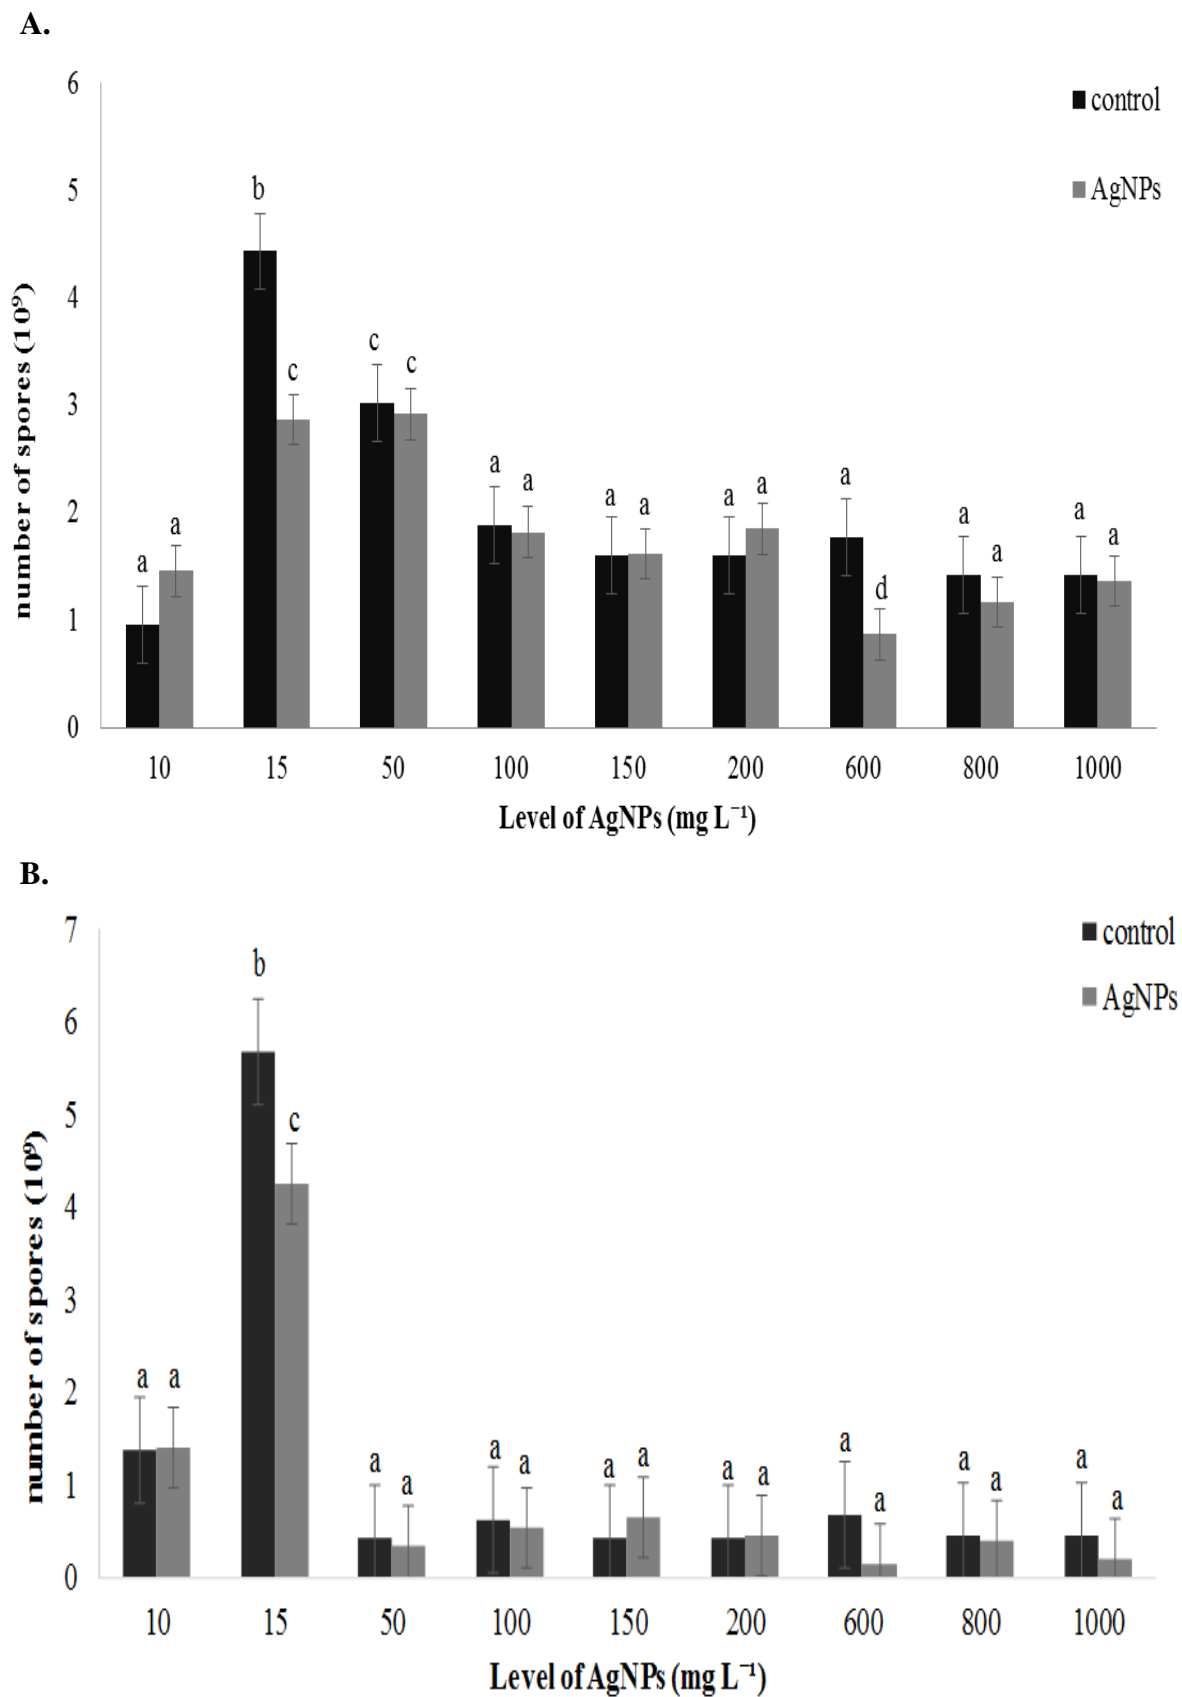 A.
6
5
4
3
2
1
0
number of spores (10⁹)
control
AgNPs
a a b c c c a a a a a a a d a a a a
10 15 50 100 150 200 600 800 1000
Level of AgNPs (mg L⁻¹)
B.
7
6
5
4
3
2
1
0
number of spores (10⁹)
control
AgNPs
a a b c a a a a a a a a a a a a a a
10 15 50 100 150 200 600 800 1000
Level of AgNPs (mg L⁻¹)